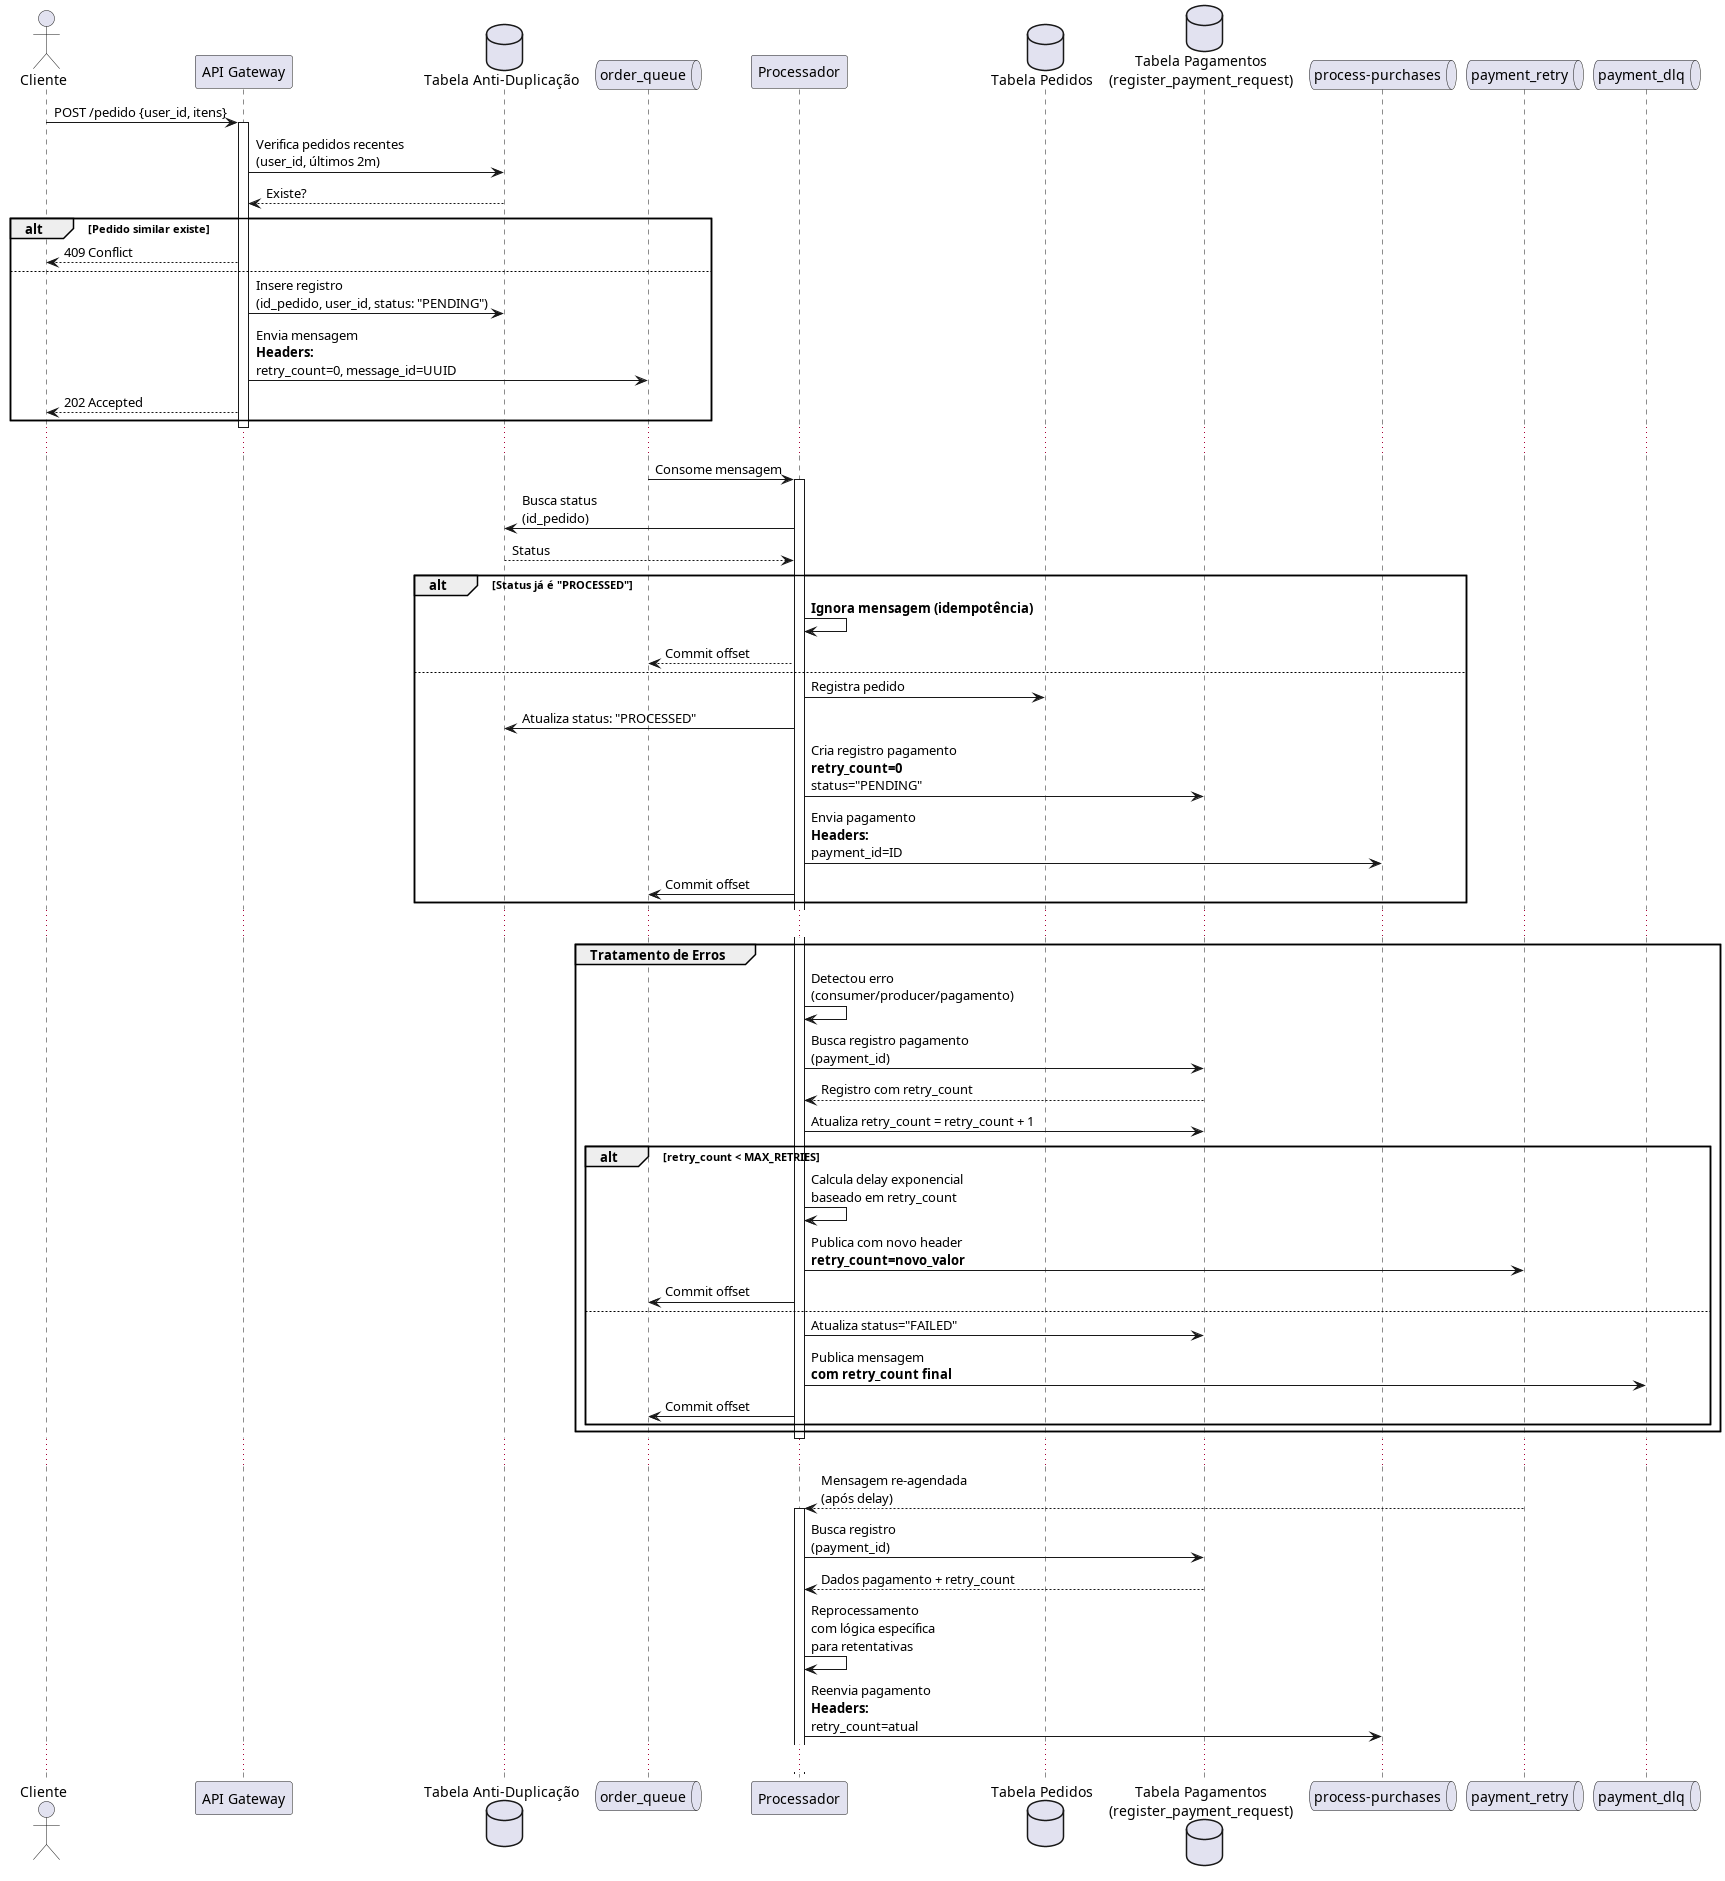 Cliente
API Gateway
Tabela Anti-Duplicação
order_queue
Processador
Tabela Pedidos
Tabela Pagamentos
(register_payment_request)
process-purchases
payment_retry
payment_dlq
POST /pedido {user_id, itens}
Verifica pedidos recentes
(user_id, últimos 2m)
Existe?
alt [Pedido similar existe]
409 Conflict
Insere registro
(id_pedido, user_id, status: "PENDING")
Envia mensagem
Headers:
retry_count=0, message_id=UUID
202 Accepted
Consome mensagem
Busca status
(id_pedido)
Status
alt [Status já é "PROCESSED"]
Ignora mensagem (idempotência)
Commit offset
Registra pedido
Atualiza status: "PROCESSED"
Cria registro pagamento
retry_count=0
status="PENDING"
Envia pagamento
Headers:
payment_id=ID
Commit offset
Tratamento de Erros
Detectou erro
(consumer/producer/pagamento)
Busca registro pagamento
(payment_id)
Registro com retry_count
Atualiza retry_count = retry_count + 1
alt [retry_count < MAX_RETRIES]
Calcula delay exponencial
baseado em retry_count
Publica com novo header
retry_count=novo_valor
Commit offset
Atualiza status="FAILED"
Publica mensagem
com retry_count final
Commit offset
Mensagem re-agendada
(após delay)
Busca registro
(payment_id)
Dados pagamento + retry_count
Reprocessamento
com lógica específica
para retentativas
Reenvia pagamento
Headers:
retry_count=atual
Cliente
API Gateway
Tabela Anti-Duplicação
order_queue
Processador
Tabela Pedidos
Tabela Pagamentos
(register_payment_request)
process-purchases
payment_retry
payment_dlq